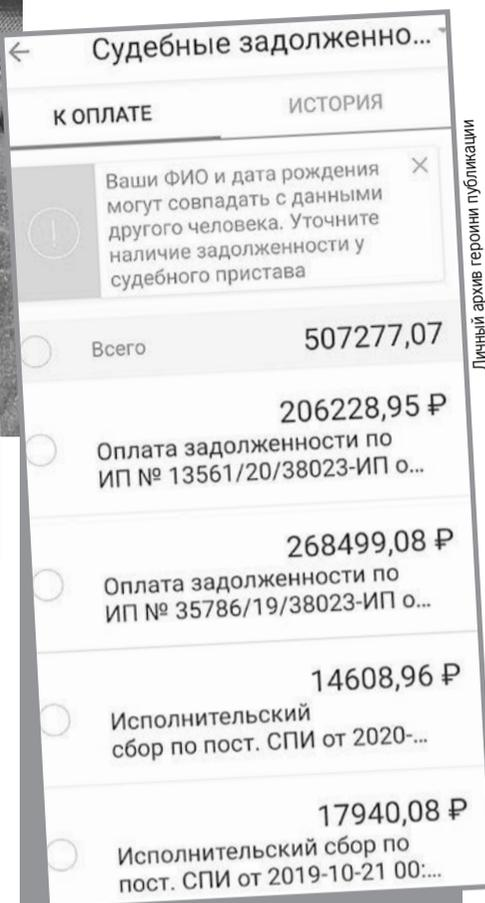 Судебные задолженно...
К ОПЛАТЕ
ИСТОРИЯ
Ваши ФИО и дата рождения
могут совпадать с данными
другого человека. Уточните
наличие задолженности у
судебного пристава
Всего
507277,07
206228,95 ₽
Оплата задолженности по
ИП № 13561/20/38023-ИП о...
268499,08 ₽
Оплата задолженности по
ИП № 35786/19/38023-ИП о...
14608,96 ₽
Исполнительский
сбор по пост. СПИ от 2020-...
17940,08 ₽
Исполнительский сбор по
пост. СПИ от 2019-10-21 00:...
Личный архив героини публикации